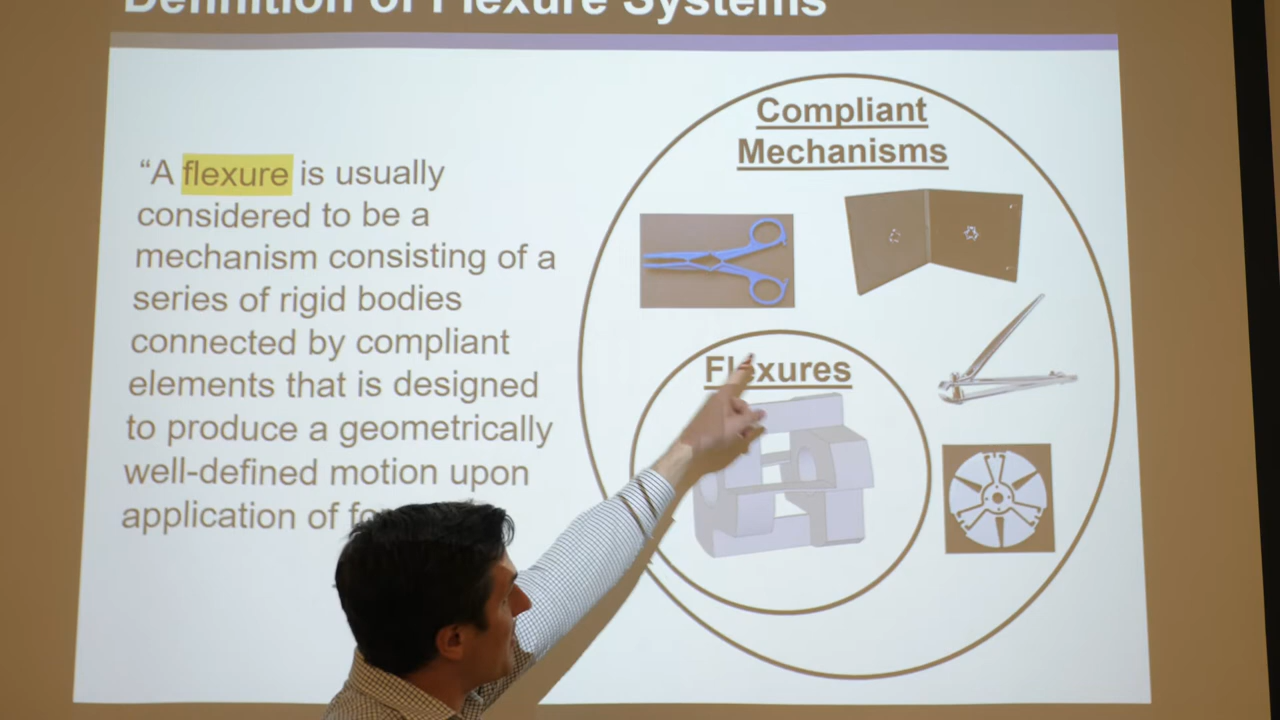 Definition of Flexure Systems
“A flexure is usually
considered to be a
mechanism consisting of a
series of rigid bodies
connected by compliant
elements that is designed
to produce a geometrically
well-defined motion upon
application of
Compliant
Mechanisms
Flexures